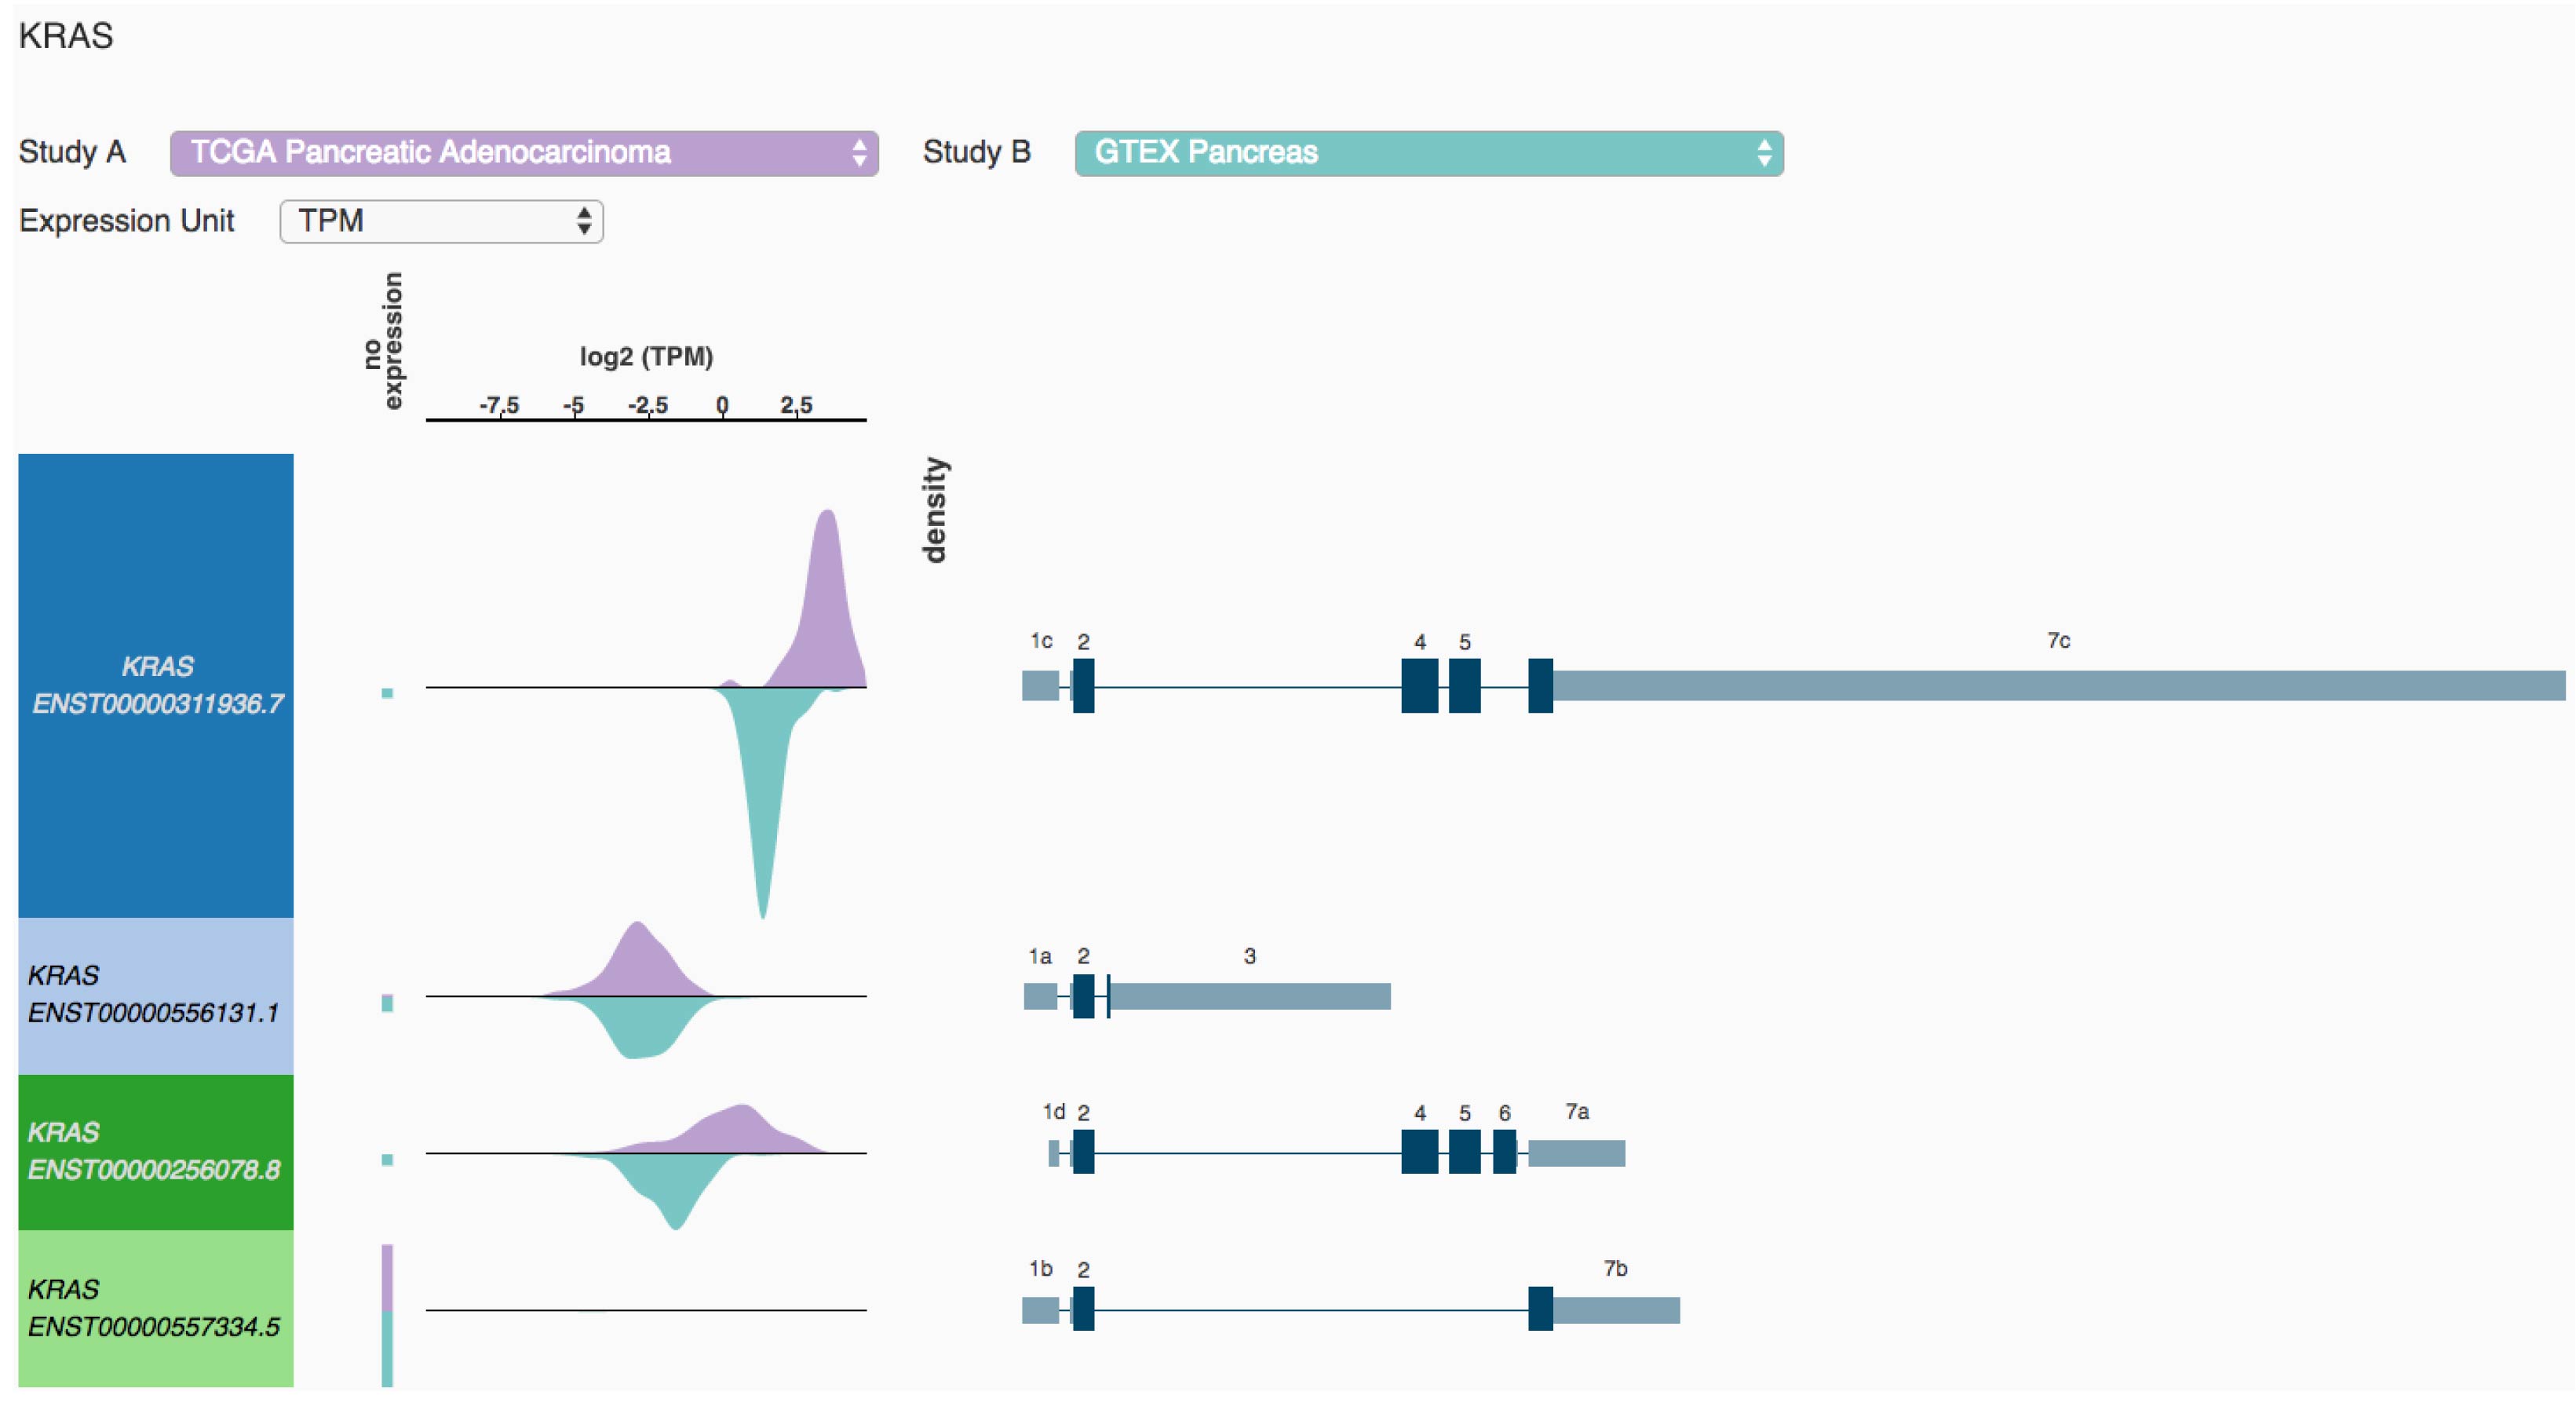 KRAS
Study A TCGA Pancreatic Adenocarcinoma Study B GTEX Pancreas
Expression Unit TPM
no
expression
log2 (TPM)
-7.5 -5 -2.5 0 2.5
density
1c 2 4 5 7c
KRAS
ENST00000311936.7
1a 2 3
KRAS
ENST00000556131.1
1d 2 4 5 6 7a
KRAS
ENST00000256078.8
1b 2 7b
KRAS
ENST00000557334.5